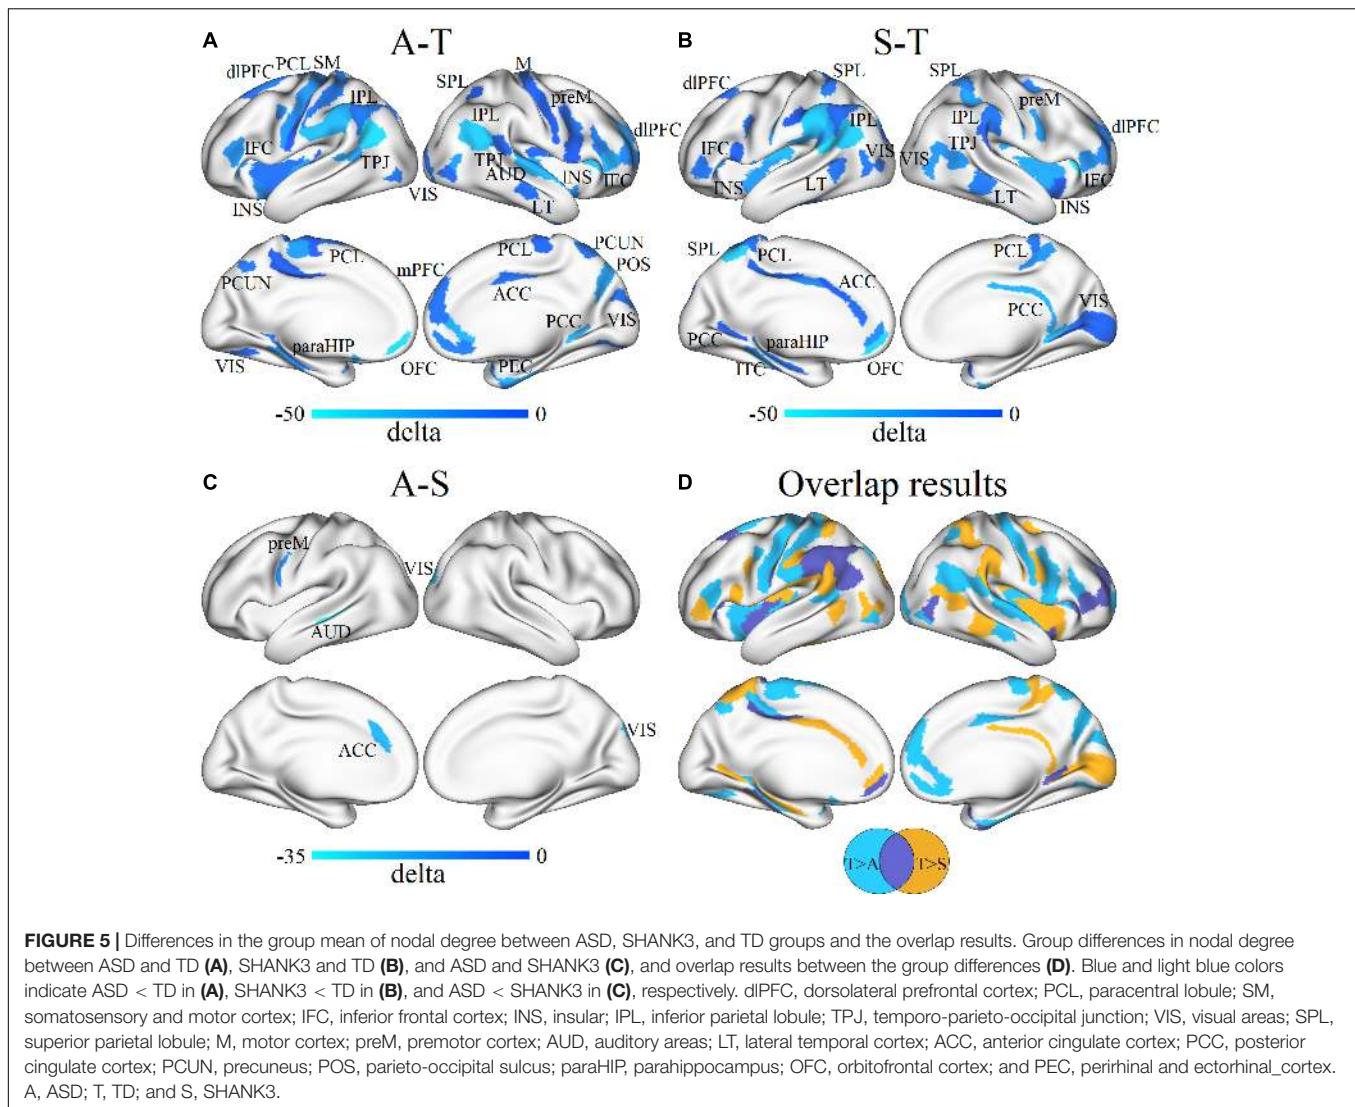 A
A-T
dlPFC
PCL
SM
IPL
IFC
TPJ
INS
VIS
SPL
M
preM
IPL
dlPFC
TPJ
AUD
INS
IFC
LT
PCL
PCUN
paraHIP
VIS
mPFC
OFC
PCL
PCUN
POS
ACC
PCC
VIS
PEC
-50
0
delta
B
S-T
dlPFC
SPL
IPL
IFC
VIS
INS
LT
SPL
preM
IPL
dlPFC
TPJ
VIS
IFC
LT
INS
SPL
PCL
ACC
PCC
paraHIP
ITC
OFC
PCL
PCC
VIS
-50
0
delta
C
A-S
preM
AUD
VIS
ACC
VIS
-35
0
delta
D
Overlap results
T>A
T>S
FIGURE 5 | Differences in the group mean of nodal degree between ASD, SHANK3, and TD groups and the overlap results. Group differences in nodal degree
between ASD and TD (A), SHANK3 and TD (B), and ASD and SHANK3 (C), and overlap results between the group differences (D). Blue and light blue colors
indicate ASD < TD in (A), SHANK3 < TD in (B), and ASD < SHANK3 in (C), respectively. dlPFC, dorsolateral prefrontal cortex; PCL, paracentral lobule; SM,
somatosensory and motor cortex; IFC, inferior frontal cortex; INS, insular; IPL, inferior parietal lobule; TPJ, temporo-parieto-occipital junction; VIS, visual areas; SPL,
superior parietal lobule; M, motor cortex; preM, premotor cortex; AUD, auditory areas; LT, lateral temporal cortex; ACC, anterior cingulate cortex; PCC, posterior
cingulate cortex; PCUN, precuneus; POS, parieto-occipital sulcus; paraHIP, parahippocampus; OFC, orbitofrontal cortex; and PEC, perirhinal and ectorhinal_cortex.
A, ASD; T, TD; and S, SHANK3.